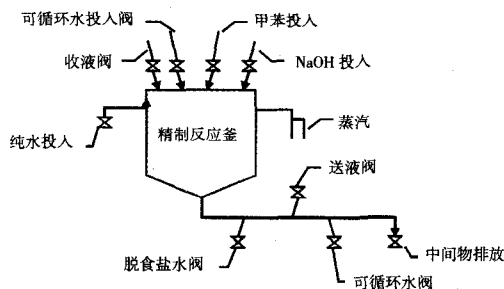 可循环水投入阀
甲苯投入
收液阀
NaOH 投入
精制反应釜
蒸汽
纯水投入
送液阀
脱食盐水阀
中间物排放
可循环水阀